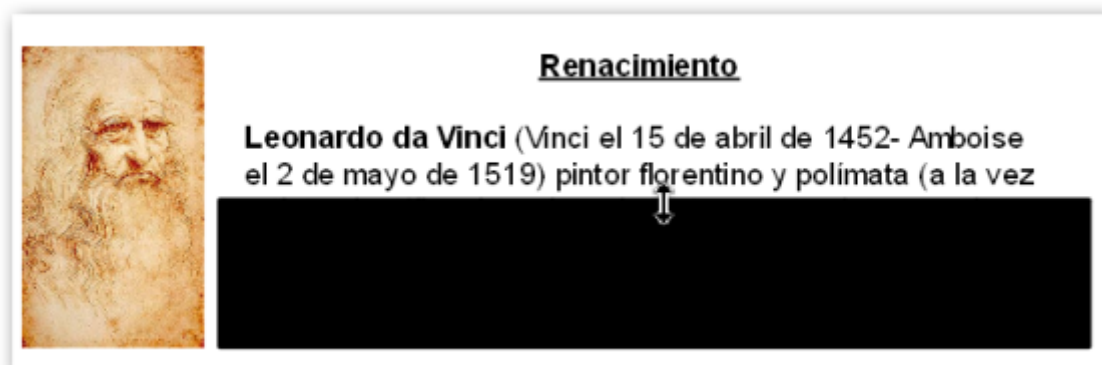 Renacimiento
Leonardo da Vinci (Vinci el 15 de abril de 1452- Amboise
el 2 de mayo de 1519) pintor florentino y polímata (a la vez